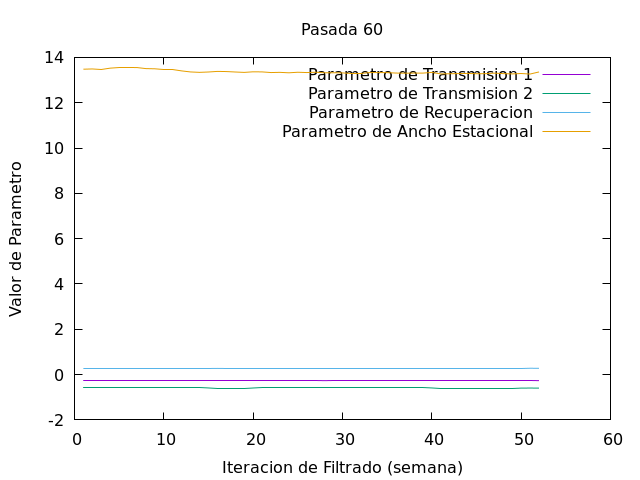 Pasada 60
Parametro de Transmision 1
Parametro de Transmision 2
Parametro de Recuperacion
Parametro de Ancho Estacional
14
12
10
8
6
4
2
0
-2
Valor de Parametro
0 10 20 30 40 50 60
Iteracion de Filtrado (semana)